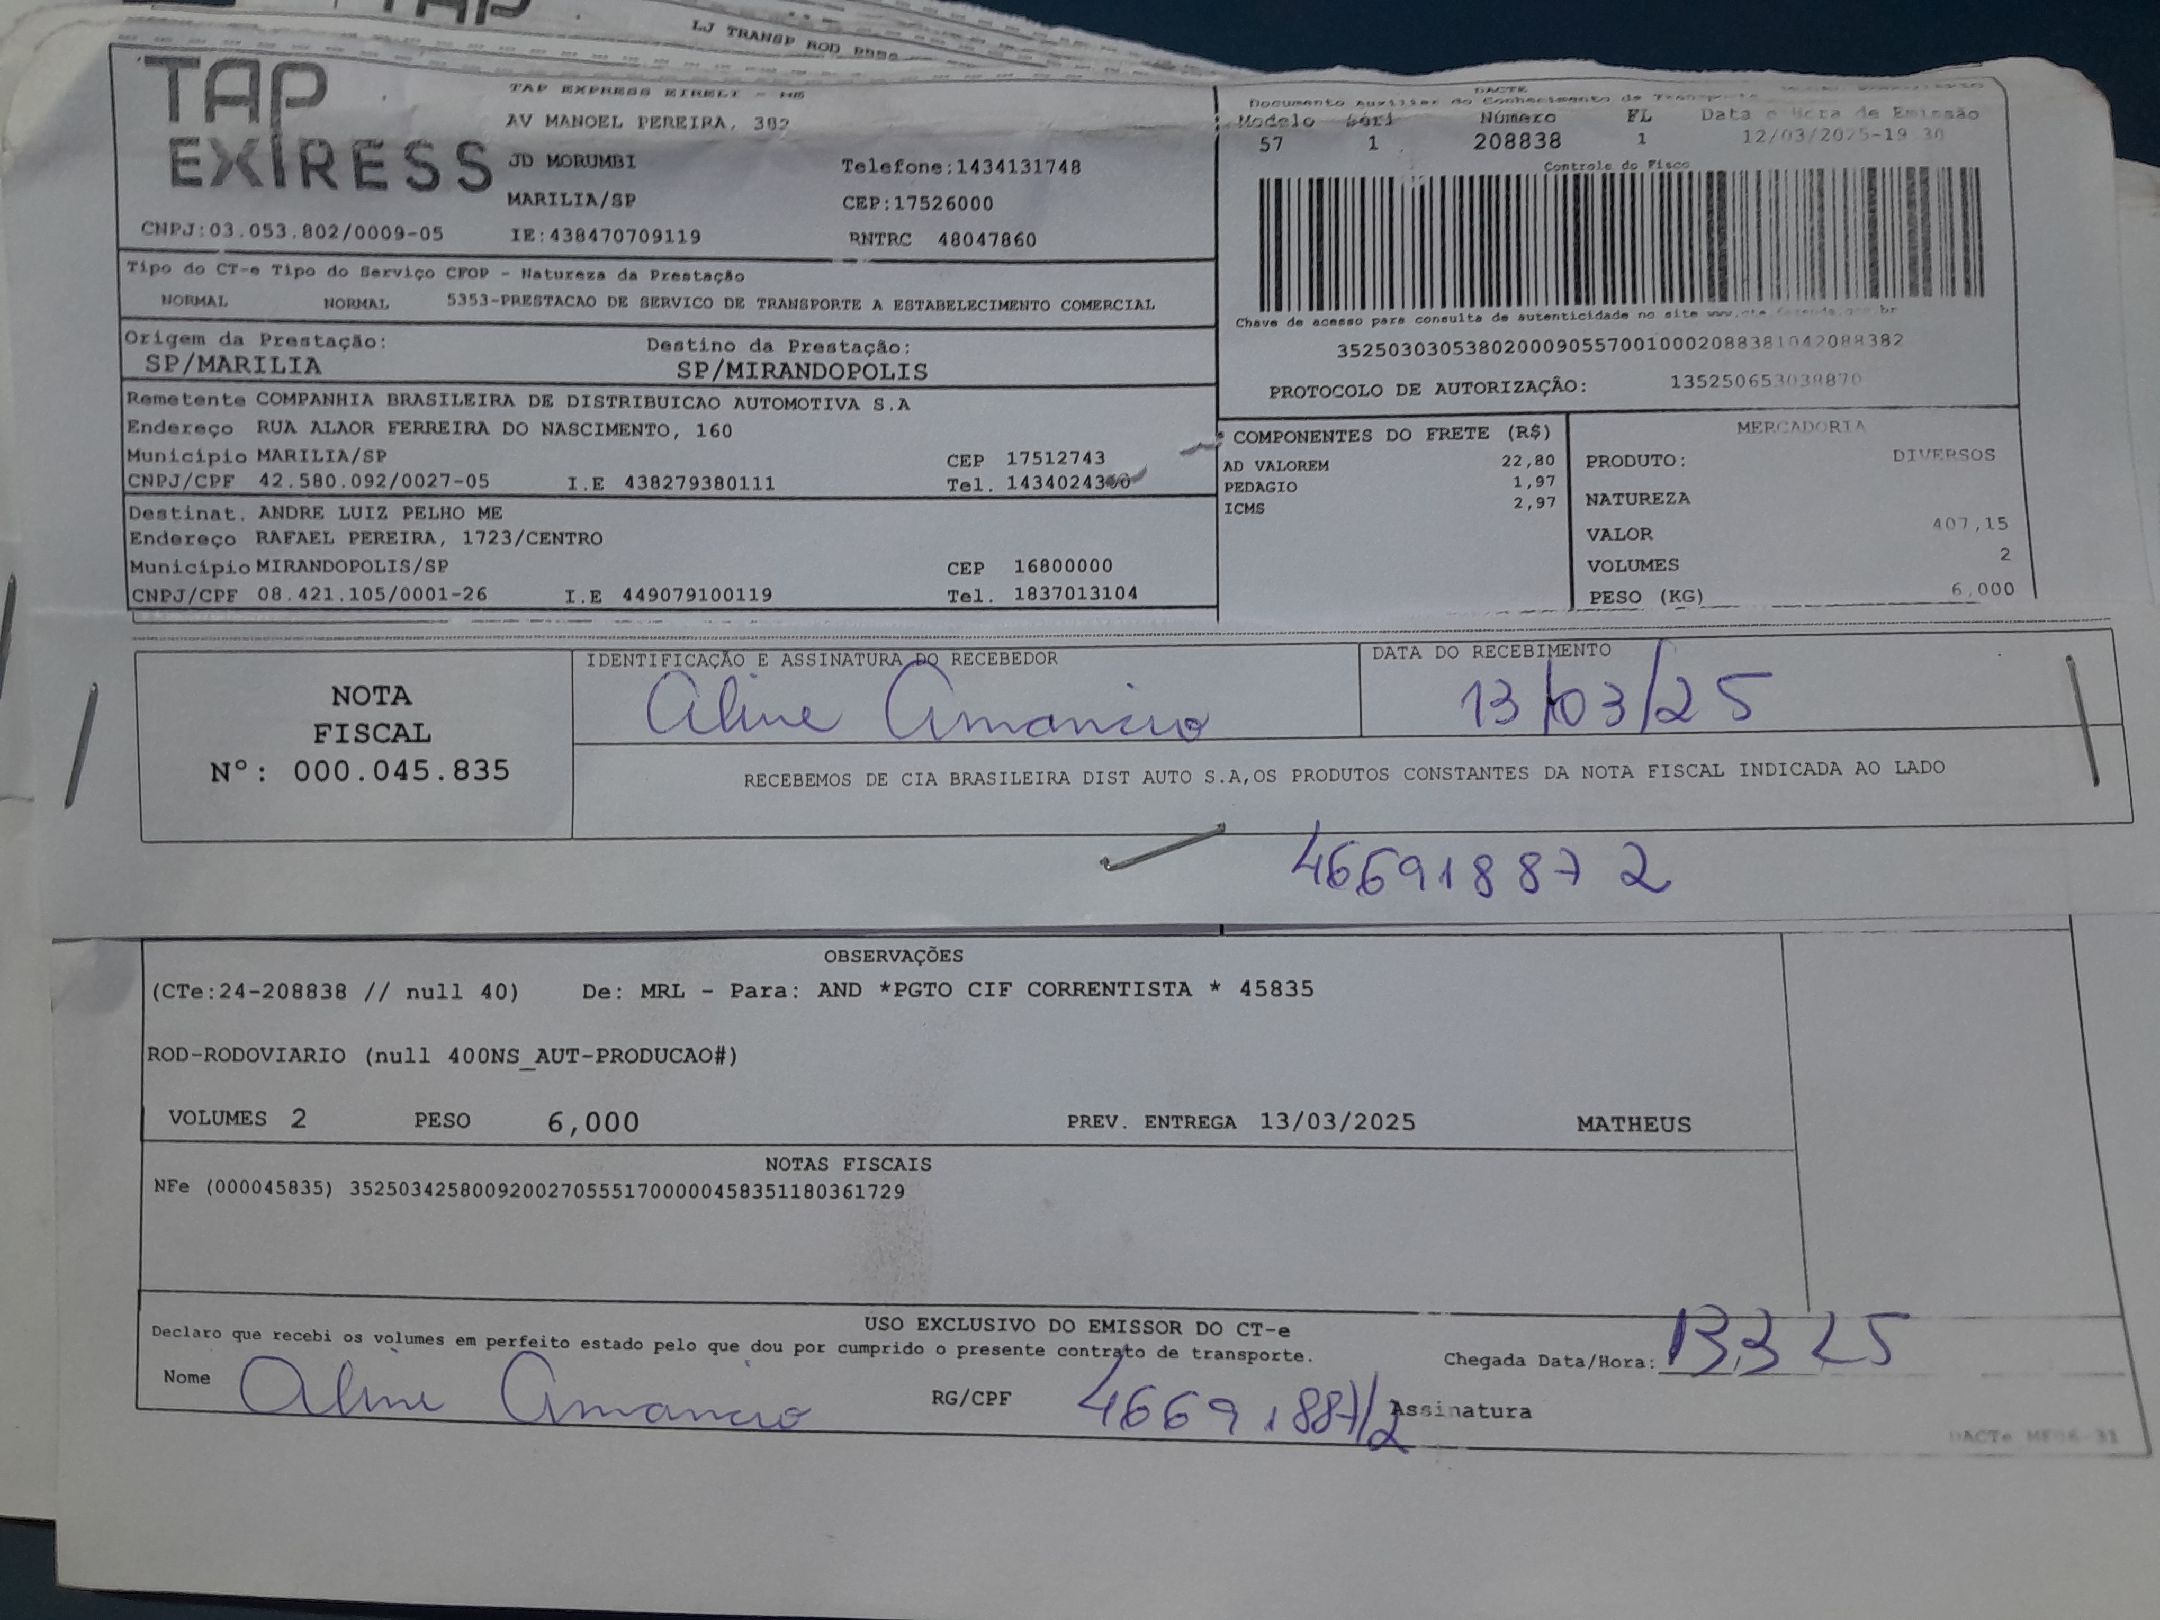 LJ TRANSP ROD
TAP
EXPRESS
TAP EXPRESS EIRELI - ME
AV MANOEL PEREIRA, 382
JD MORUMBI
Telefone:1434131748
MARILIA/SP
CEP:17526000
CNPJ:03.053.802/0009-05
IE:438470709119
RNTRC 48047860
DACTE
Documento Auxiliar do Conhecimento de Transporte
Modelo Séri Número FL Data e Hora de Emissão
57 1 208838 1 12/03/2025-19 30
Controle do Fisco
Chave de acesso para consulta de autenticidade no site www.cte.fazenda.gov.br
35250303053802000905570010002088381042088382
PROTOCOLO DE AUTORIZAÇÃO: 135250653039870
Tipo do CT-e Tipo do Serviço CFOP - Natureza da Prestação
NORMAL NORMAL 5353-PRESTACAO DE SERVICO DE TRANSPORTE A ESTABELECIMENTO COMERCIAL
Origem da Prestação: Destino da Prestação:
SP/MARILIA SP/MIRANDOPOLIS
Remetente COMPANHIA BRASILEIRA DE DISTRIBUICAO AUTOMOTIVA S.A
Endereço RUA ALAOR FERREIRA DO NASCIMENTO, 160
Município MARILIA/SP CEP 17512743
CNPJ/CPF 42.580.092/0027-05 I.E 438279380111 Tel.
Destinat. ANDRE LUIZ PELHO ME
Endereço RAFAEL PEREIRA, 1723/CENTRO
Município MIRANDOPOLIS/SP CEP 16800000
CNPJ/CPF 08.421.105/0001-26 I.E 449079100119 Tel. 1837013104
COMPONENTES DO FRETE (R$)
AD VALOREM 22,80
PEDAGIO 1,97
ICMS 2,97
MERCADORIA
PRODUTO: DIVERSOS
NATUREZA
VALOR 407,15
VOLUMES 2
PESO (KG) 6,000
NOTA
FISCAL
Nº: 000.045.835
IDENTIFICAÇÃO E ASSINATURA DO RECEBEDOR
Aline Amancio
DATA DO RECEBIMENTO
13/03/25
RECEBEMOS DE CIA BRASILEIRA DIST AUTO S.A,OS PRODUTOS CONSTANTES DA NOTA FISCAL INDICADA AO LADO
466918872
OBSERVAÇÕES
(CTe:24-208838 // null 40) De: MRL - Para: AND *PGTO CIF CORRENTISTA * 45835
ROD-RODOVIARIO (null 400NS_AUT-PRODUCAO#)
VOLUMES 2 PESO 6,000 PREV. ENTREGA 13/03/2025 MATHEUS
NOTAS FISCAIS
NFe (000045835) 35250342580092002705551700000458351180361729
USO EXCLUSIVO DO EMISSOR DO CT-e
Declaro que recebi os volumes em perfeito estado pelo que dou por cumprido o presente contrato de transporte.
Chegada Data/Hora: 13 3 25
Nome Aline Amancio RG/CPF 46691887/2 Assinatura